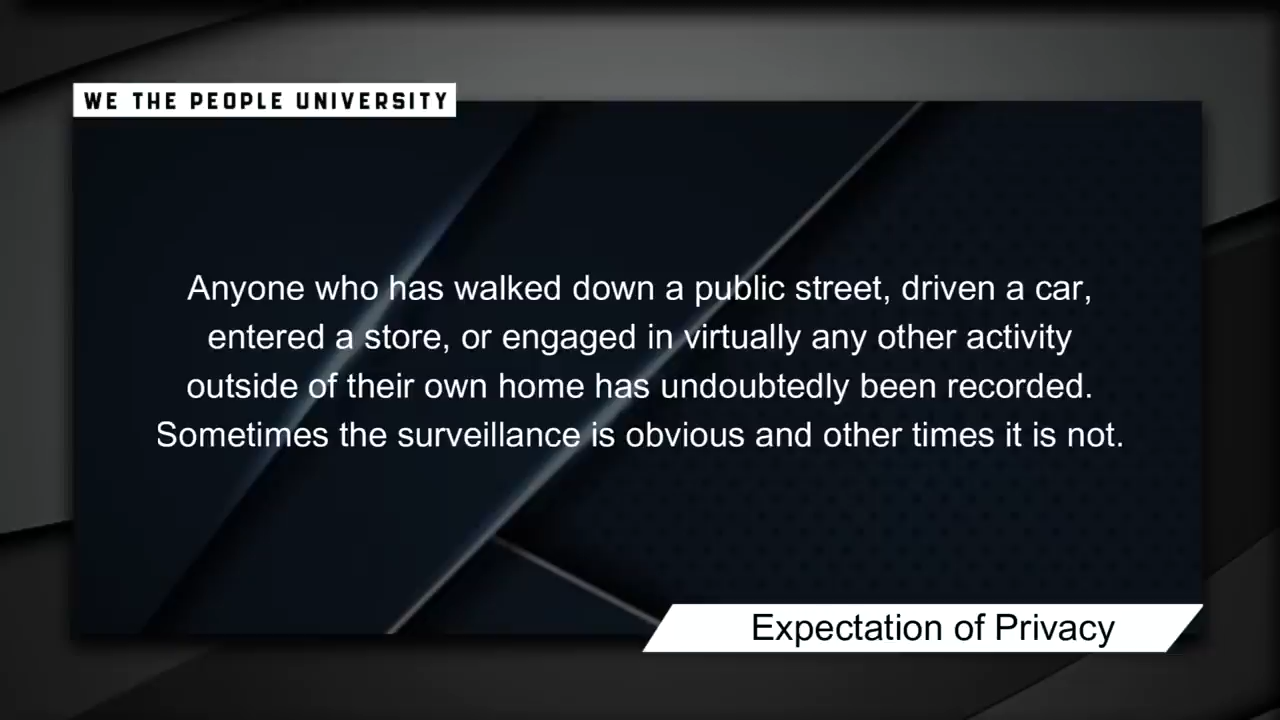 WE THE PEOPLE UNIVERSITY
Anyone who has walked down a public street, driven a car,
entered a store, or engaged in virtually any other activity
outside of their own home has undoubtedly been recorded.
Sometimes the surveillance is obvious and other times it is not.
Expectation of Privacy